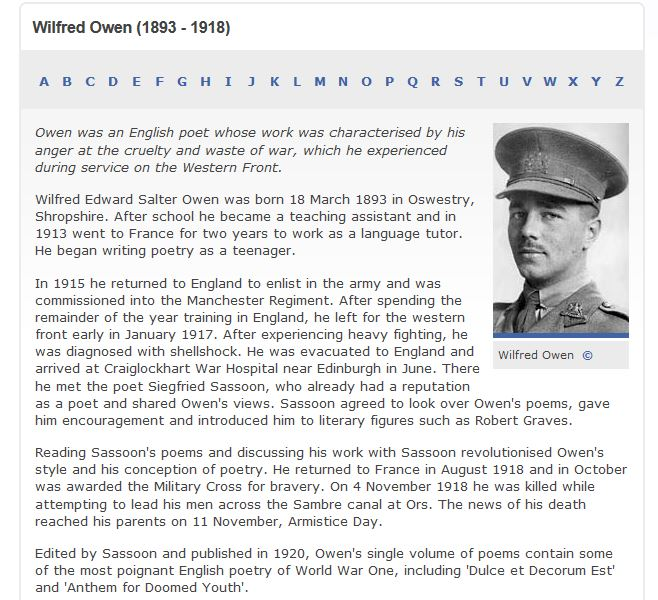 Wilfred Owen (1893 - 1918)
A B C D E F G H I J K L M N O P Q R S T U V W X Y Z
Owen was an English poet whose work was characterised by his
anger at the cruelty and waste of war, which he experienced
during service on the Western Front.
Wilfred Edward Salter Owen was born 18 March 1893 in Oswestry,
Shropshire. After school he became a teaching assistant and in
1913 went to France for two years to work as a language tutor.
He began writing poetry as a teenager.
In 1915 he returned to England to enlist in the army and was
commissioned into the Manchester Regiment. After spending the
remainder of the year training in England, he left for the western
front early in January 1917. After experiencing heavy fighting, he
was diagnosed with shellshock. He was evacuated to England and
arrived at Craiglockhart War Hospital near Edinburgh in June. There
he met the poet Siegfried Sassoon, who already had a reputation
as a poet and shared Owen's views. Sassoon agreed to look over Owen's poems, gave
him encouragement and introduced him to literary figures such as Robert Graves.
Wilfred Owen ©
Reading Sassoon's poems and discussing his work with Sassoon revolutionised Owen's
style and his conception of poetry. He returned to France in August 1918 and in October
was awarded the Military Cross for bravery. On 4 November 1918 he was killed while
attempting to lead his men across the Sambre canal at Ors. The news of his death
reached his parents on 11 November, Armistice Day.
Edited by Sassoon and published in 1920, Owen's single volume of poems contain some
of the most poignant English poetry of World War One, including 'Dulce et Decorum Est'
and 'Anthem for Doomed Youth'.